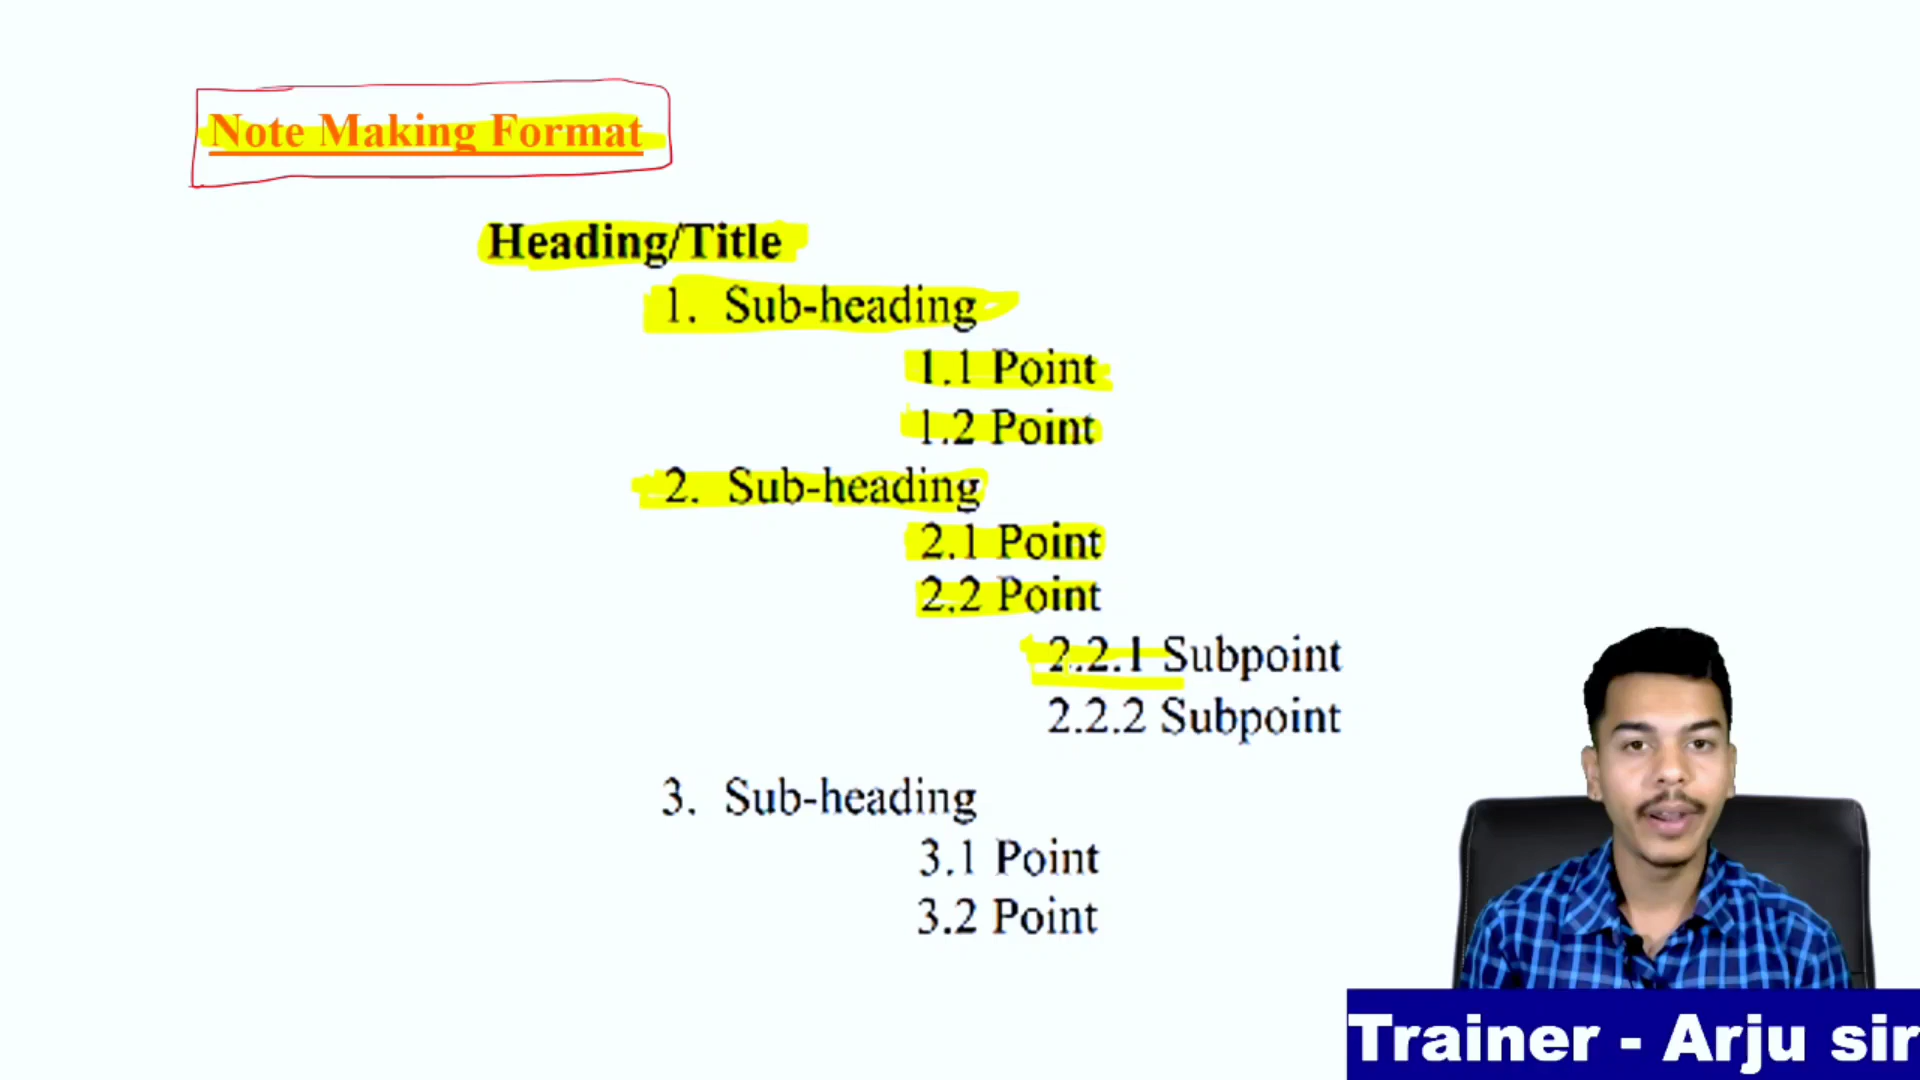 Note Making Format
Heading/Title
1. Sub-heading
1.1 Point
1.2 Point
2. Sub-heading
2.1 Point
2.2 Point
2.2.1 Subpoint
2.2.2 Subpoint
3. Sub-heading
3.1 Point
3.2 Point
Trainer - Arju sir